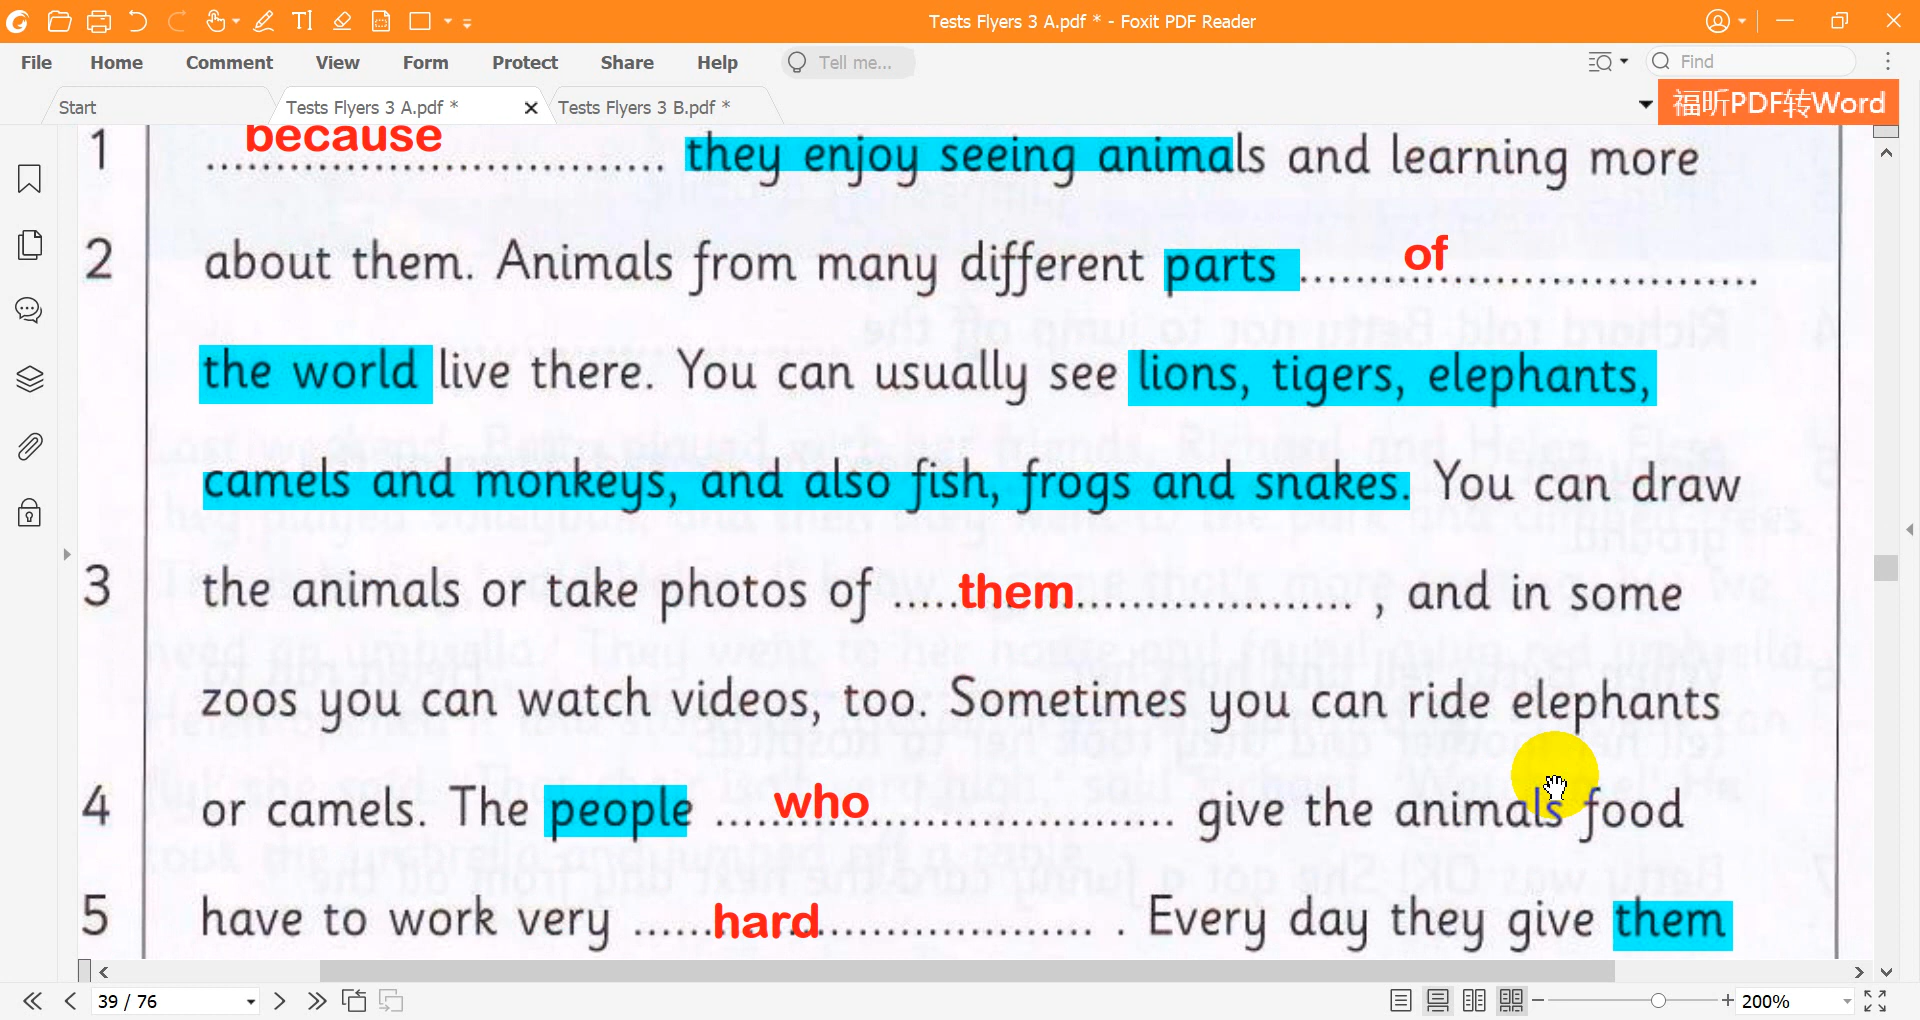 Tests Flyers 3 A.pdf * - Foxit PDF Reader
File Home Comment View Form Protect Share Help Tell me... Find
Start Tests Flyers 3 A.pdf * Tests Flyers 3 B.pdf * 福昕PDF转Word
1 because they enjoy seeing animals and learning more
2 about them. Animals from many different parts of
the world live there. You can usually see lions, tigers, elephants,
camels and monkeys, and also fish, frogs and snakes. You can draw
3 the animals or take photos of .....them.................... , and in some
zoos you can watch videos, too. Sometimes you can ride elephants
4 or camels. The people who give the animals food
5 have to work very ......hard.................... . Every day they give them
39 / 76 200%